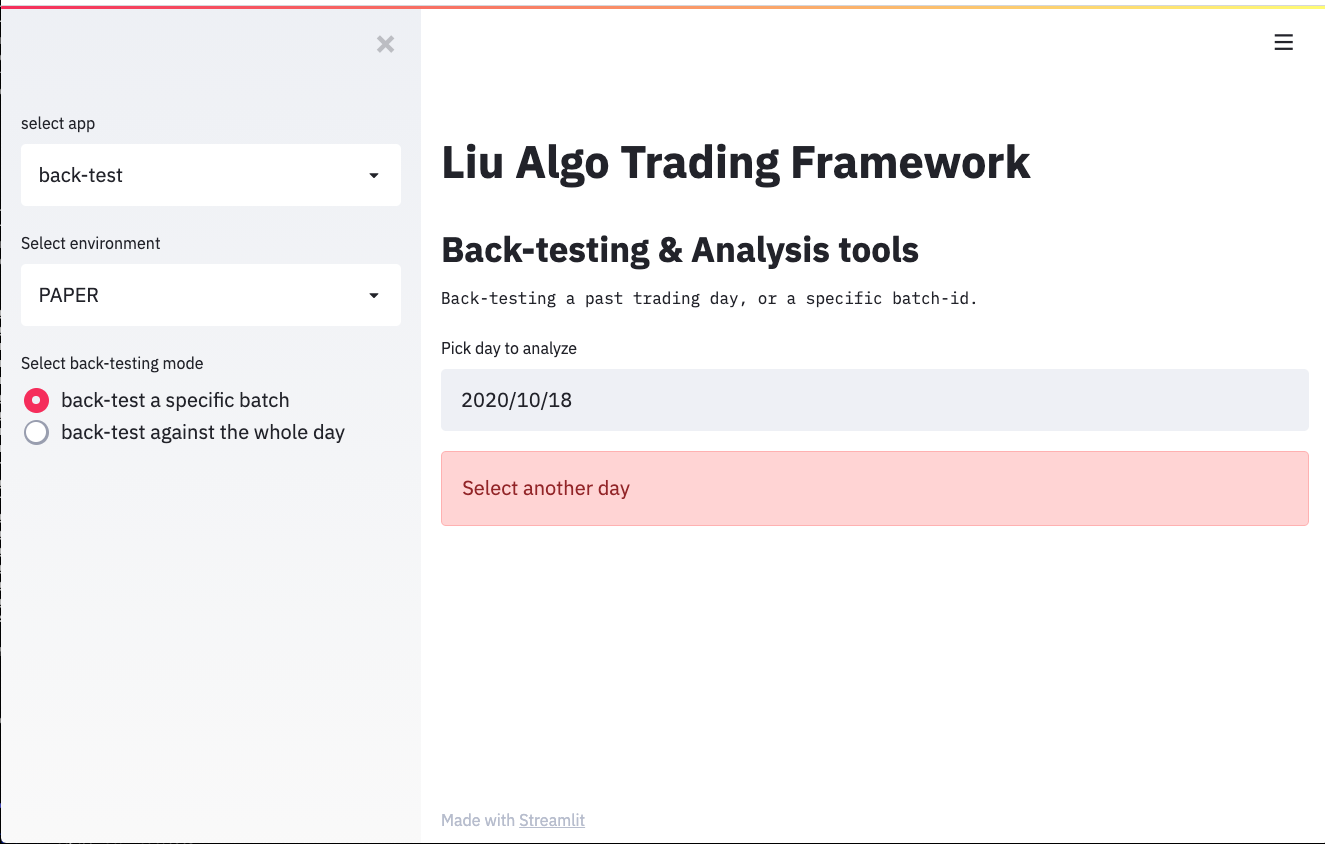 select app
back-test
Select environment
PAPER
Select back-testing mode
back-test a specific batch
back-test against the whole day
Liu Algo Trading Framework
Back-testing & Analysis tools
Back-testing a past trading day, or a specific batch-id.
Pick day to analyze
2020/10/18
Select another day
Made with Streamlit